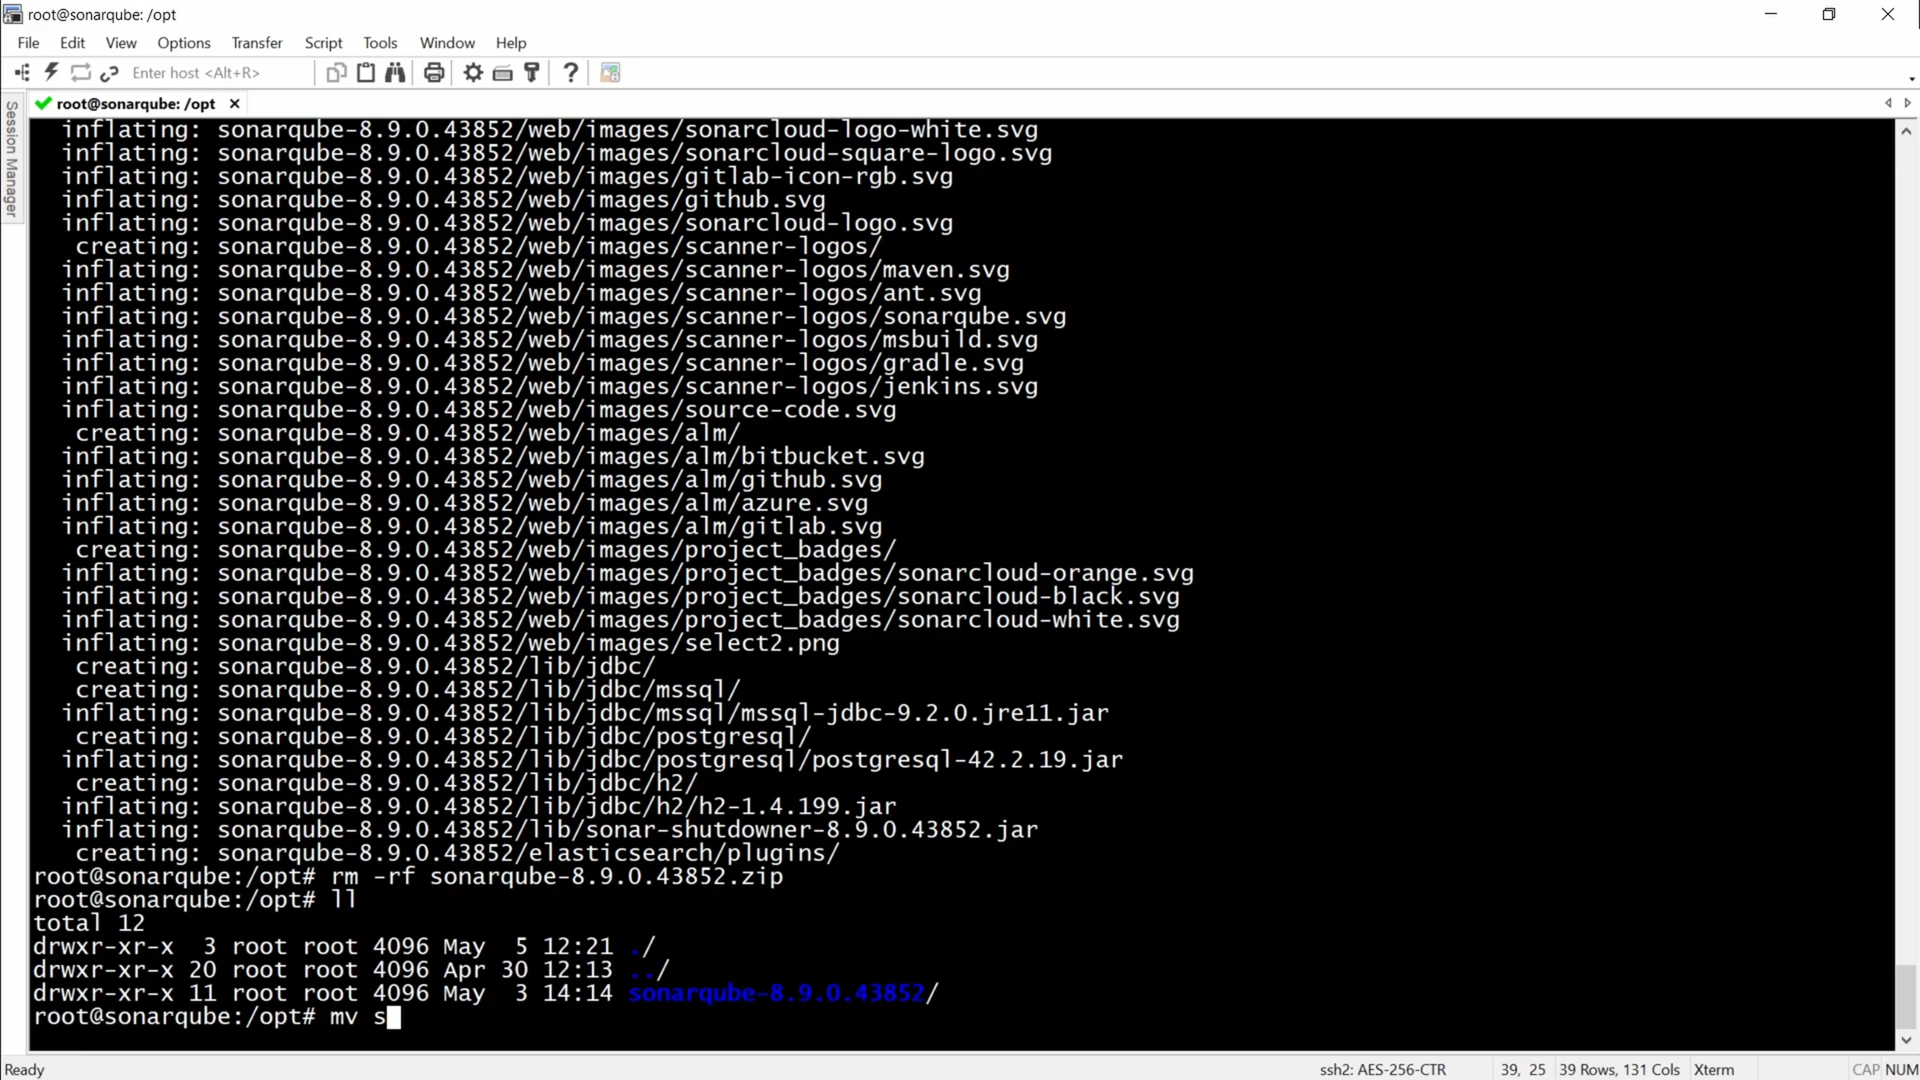 root@sonarqube: /opt
File Edit View Options Transfer Script Tools Window Help
Enter host <Alt+R>
root@sonarqube: /opt
Session Manager
inflating: sonarqube-8.9.0.43852/web/images/sonarcloud-logo-white.svg
inflating: sonarqube-8.9.0.43852/web/images/sonarcloud-square-logo.svg
inflating: sonarqube-8.9.0.43852/web/images/gitlab-icon-rgb.svg
inflating: sonarqube-8.9.0.43852/web/images/github.svg
inflating: sonarqube-8.9.0.43852/web/images/sonarcloud-logo.svg
creating: sonarqube-8.9.0.43852/web/images/scanner-logos/
inflating: sonarqube-8.9.0.43852/web/images/scanner-logos/maven.svg
inflating: sonarqube-8.9.0.43852/web/images/scanner-logos/ant.svg
inflating: sonarqube-8.9.0.43852/web/images/scanner-logos/sonarqube.svg
inflating: sonarqube-8.9.0.43852/web/images/scanner-logos/msbuild.svg
inflating: sonarqube-8.9.0.43852/web/images/scanner-logos/gradle.svg
inflating: sonarqube-8.9.0.43852/web/images/scanner-logos/jenkins.svg
inflating: sonarqube-8.9.0.43852/web/images/source-code.svg
creating: sonarqube-8.9.0.43852/web/images/alm/
inflating: sonarqube-8.9.0.43852/web/images/alm/bitbucket.svg
inflating: sonarqube-8.9.0.43852/web/images/alm/github.svg
inflating: sonarqube-8.9.0.43852/web/images/alm/azure.svg
inflating: sonarqube-8.9.0.43852/web/images/alm/gitlab.svg
creating: sonarqube-8.9.0.43852/web/images/project_badges/
inflating: sonarqube-8.9.0.43852/web/images/project_badges/sonarcloud-orange.svg
inflating: sonarqube-8.9.0.43852/web/images/project_badges/sonarcloud-black.svg
inflating: sonarqube-8.9.0.43852/web/images/project_badges/sonarcloud-white.svg
inflating: sonarqube-8.9.0.43852/web/images/select2.png
creating: sonarqube-8.9.0.43852/lib/jdbc/
creating: sonarqube-8.9.0.43852/lib/jdbc/mssql/
inflating: sonarqube-8.9.0.43852/lib/jdbc/mssql/mssql-jdbc-9.2.0.jre11.jar
creating: sonarqube-8.9.0.43852/lib/jdbc/postgresql/
inflating: sonarqube-8.9.0.43852/lib/jdbc/postgresql/postgresql-42.2.19.jar
creating: sonarqube-8.9.0.43852/lib/jdbc/h2/
inflating: sonarqube-8.9.0.43852/lib/jdbc/h2/h2-1.4.199.jar
inflating: sonarqube-8.9.0.43852/lib/sonar-shutdowner-8.9.0.43852.jar
creating: sonarqube-8.9.0.43852/elasticsearch/plugins/
root@sonarqube:/opt# rm -rf sonarqube-8.9.0.43852.zip
root@sonarqube:/opt# ll
total 12
drwxr-xr-x  3 root root 4096 May  5 12:21 ./
drwxr-xr-x 20 root root 4096 Apr 30 12:13 ../
drwxr-xr-x 11 root root 4096 May  3 14:14 sonarqube-8.9.0.43852/
root@sonarqube:/opt# mv s
Ready ssh2: AES-256-CTR 39, 25 39 Rows, 131 Cols Xterm CAP NUM